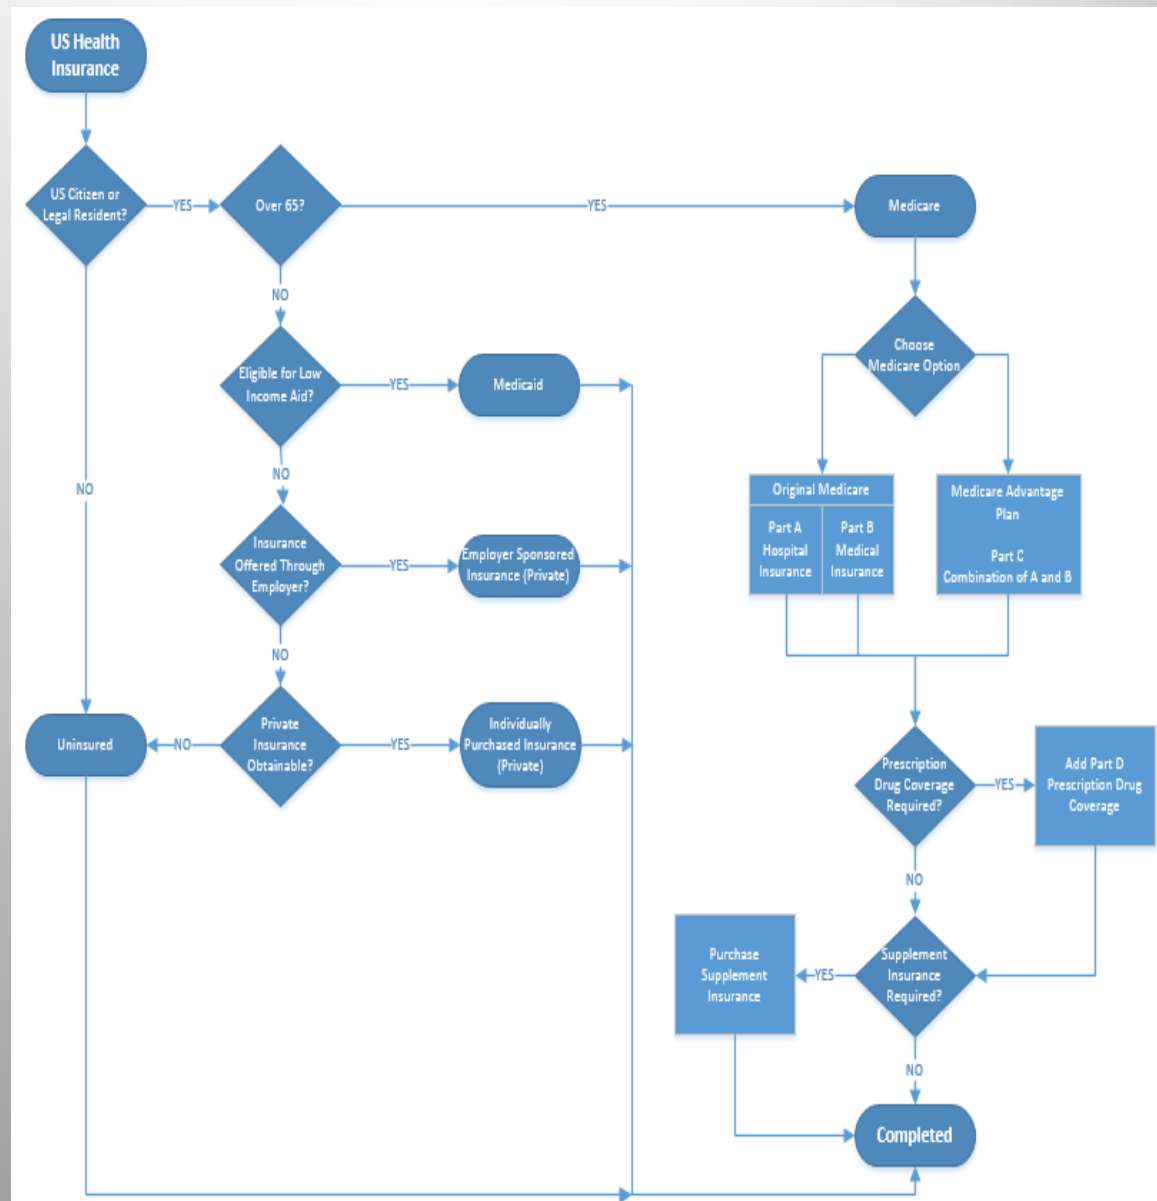 US Health
Insurance
US Citizen or
Legal Resident?
YES
Over 65?
YES
Medicare
NO
Choose
Medicare Option
Eligible for Low
Income Aid?
YES
Medicaid
NO
NO
Original Medicare
Part A
Hospital
Insurance
Part B
Medical
Insurance
Medicare Advantage
Plan
Part C
Combination of A and B
Insurance
Offered Through
Employer?
YES
Employer Sponsored
Insurance (Private)
NO
Uninsured
NO
Private
Insurance
Obtainable?
YES
Individually
Purchased Insurance
(Private)
Prescription
Drug Coverage
Required?
YES
Add Part D
Prescription Drug
Coverage
NO
Purchase
Supplement
Insurance
YES
Supplement
Insurance
Required?
NO
Completed